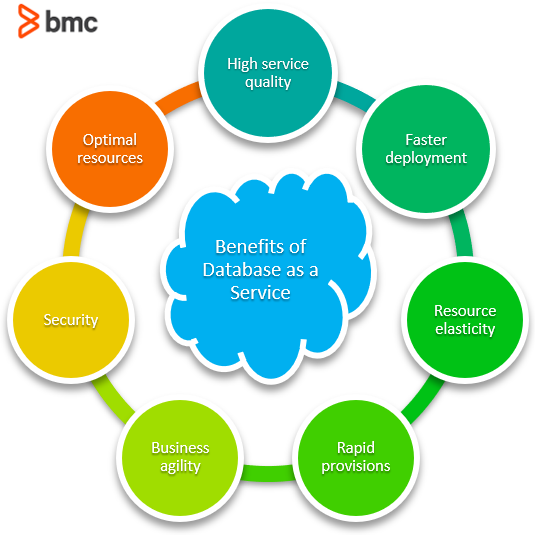 bmc
High service
quality
Faster
deployment
Resource
elasticity
Rapid
provisions
Business
agility
Security
Optimal
resources
Benefits of
Database as a
Service